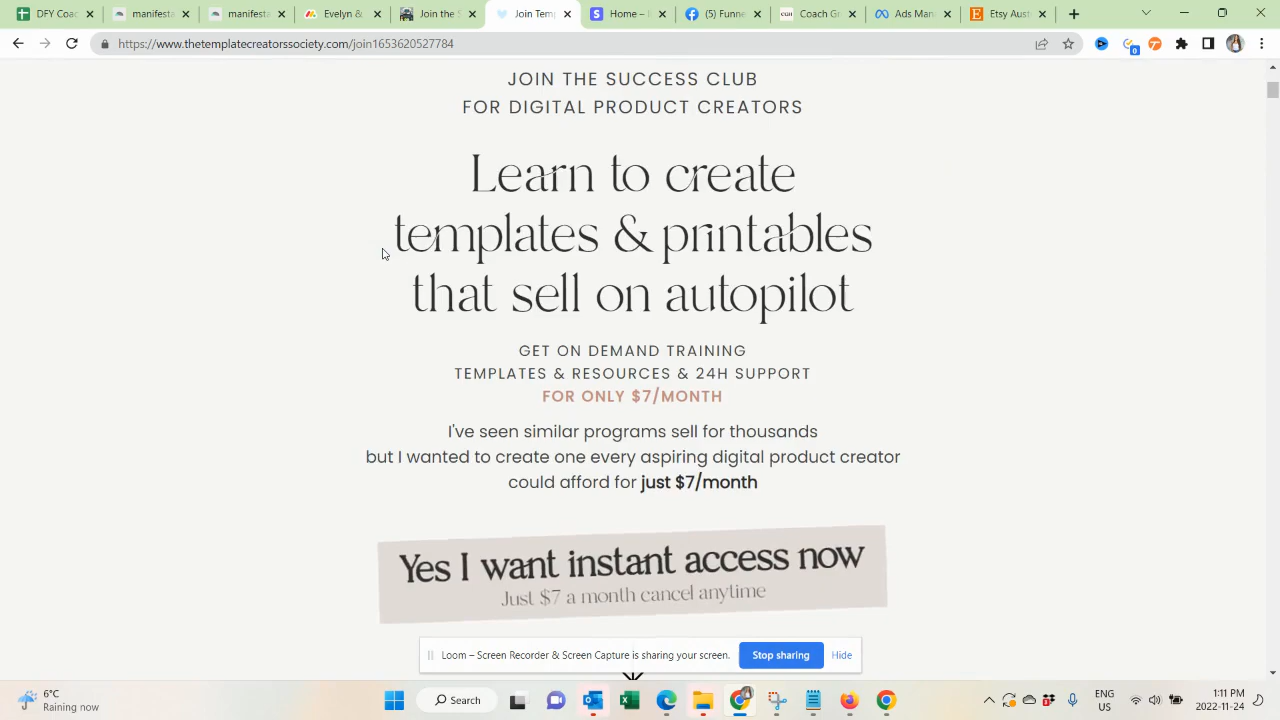 DFY Coac
manifesta
manifesta
Evelyn &
Join the S
Join Temp
Home – I
(5) Funne
con
Coach Gr
Ads Man
Etsy Aust
https://www.thetemplatecreatorssociety.com/join1653620527784
JOIN THE SUCCESS CLUB
FOR DIGITAL PRODUCT CREATORS
Learn to create
templates & printables
that sell on autopilot
GET ON DEMAND TRAINING
TEMPLATES & RESOURCES & 24H SUPPORT
FOR ONLY $7/MONTH
I've seen similar programs sell for thousands
but I wanted to create one every aspiring digital product creator
could afford for just $7/month
Yes I want instant access now
Just $7 a month cancel anytime
Loom – Screen Recorder & Screen Capture is sharing your screen.
Stop sharing
Hide
6°C
Raining now
Search
ENG
US
1:11 PM
2022-11-24